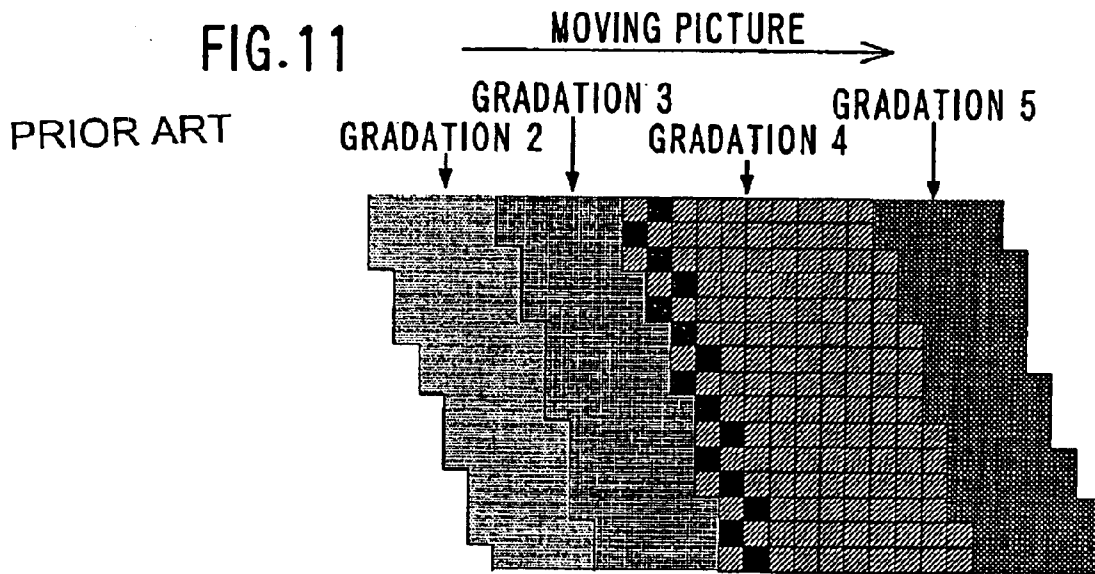 FIG.11
MOVING PICTURE
PRIOR ART
GRADATION 2
GRADATION 3
GRADATION 4
GRADATION 5